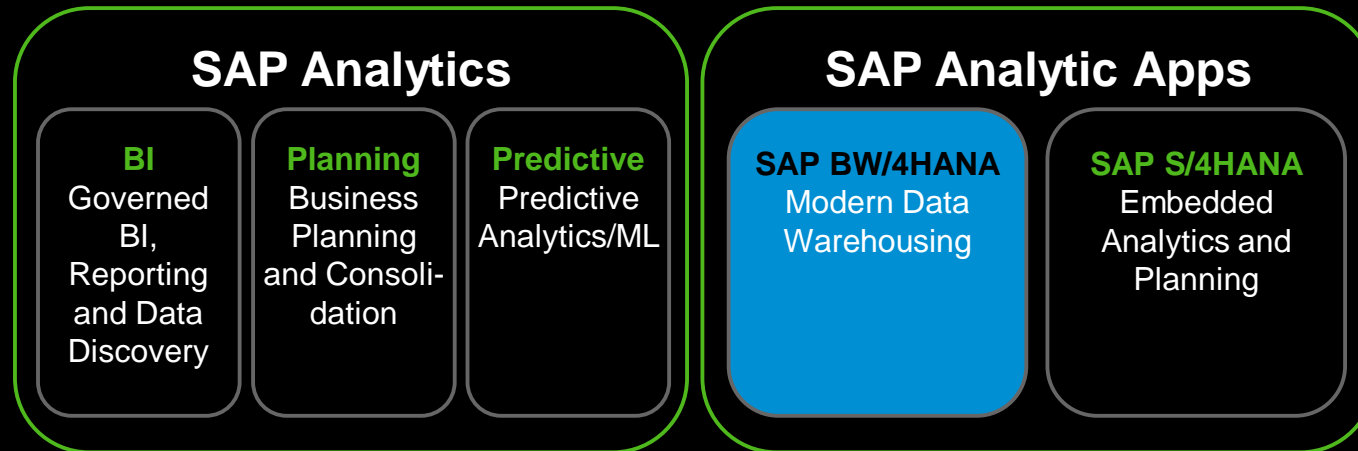 SAP Analytics
BI
Governed
BI,
Reporting
and Data
Discovery
Planning
Business
Planning
and Consoli-
dation
Predictive
Predictive
Analytics/ML
SAP Analytic Apps
SAP BW/4HANA
Modern Data
Warehousing
SAP S/4HANA
Embedded
Analytics and
Planning